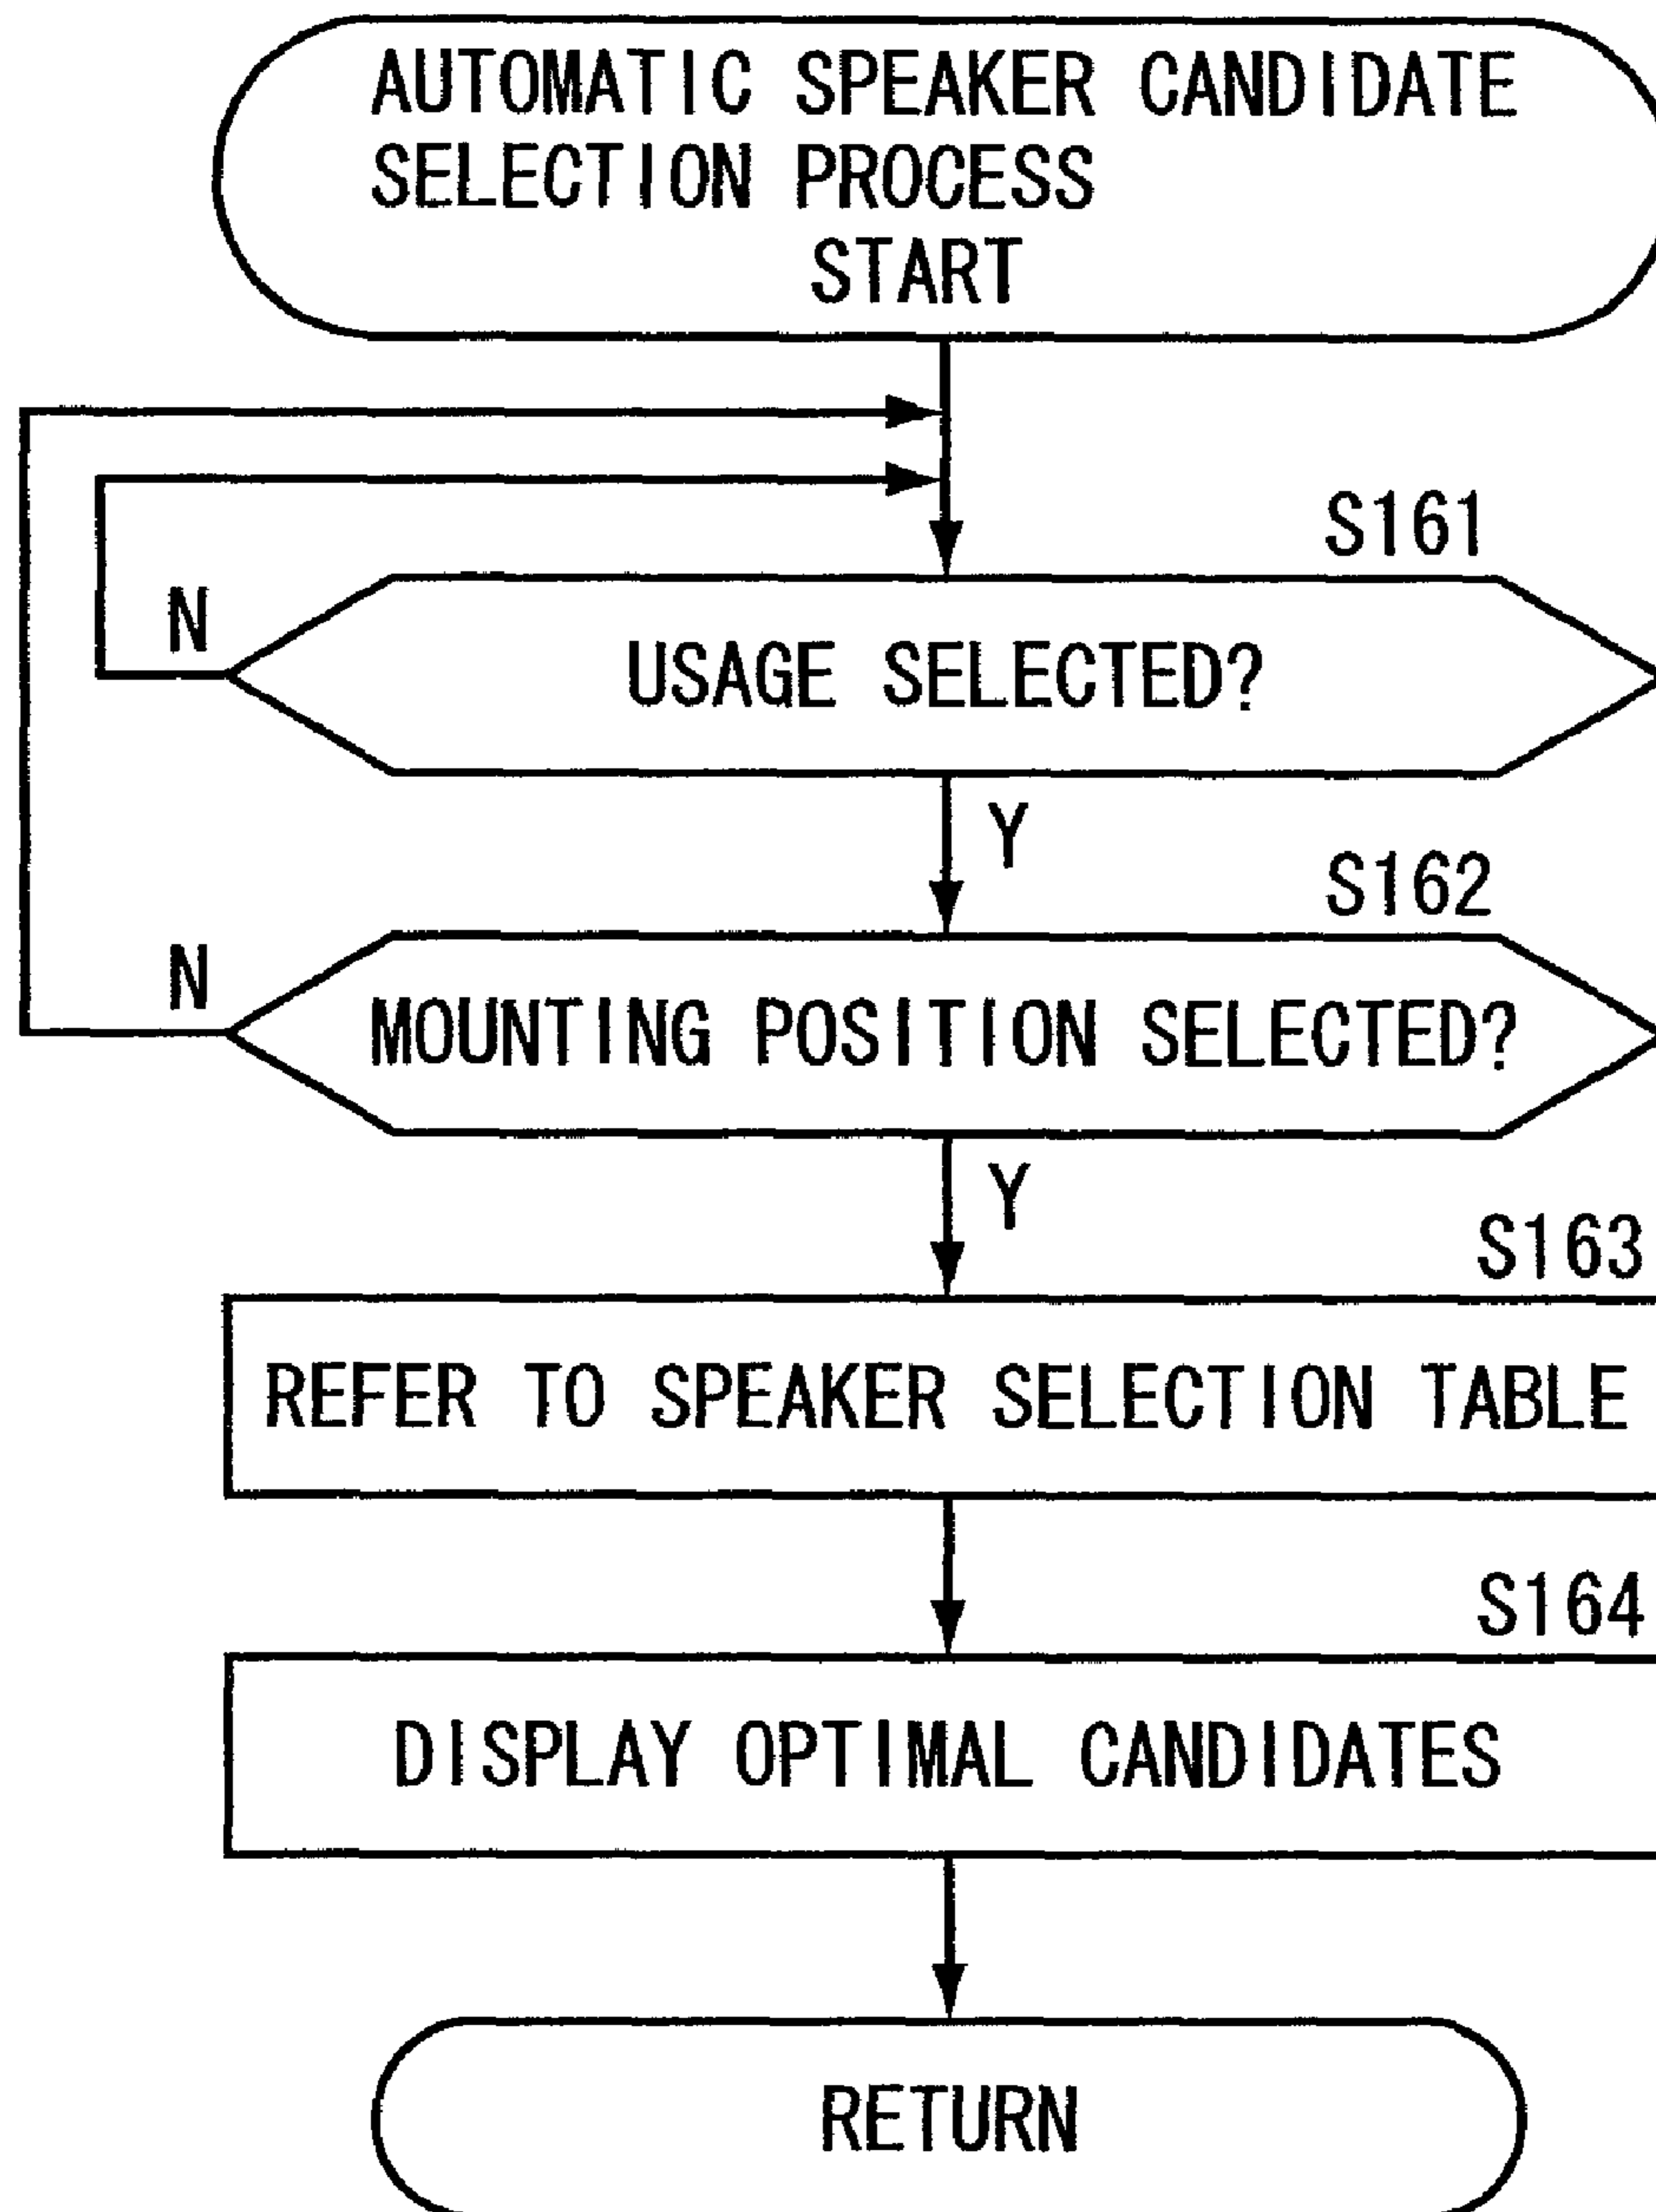 AUTOMATIC SPEAKER CANDIDATE
SELECTION PROCESS
START
S161
N
USAGE SELECTED?
Y
S162
N
MOUNTING POSITION SELECTED?
Y
S163
REFER TO SPEAKER SELECTION TABLE
S164
DISPLAY OPTIMAL CANDIDATES
RETURN